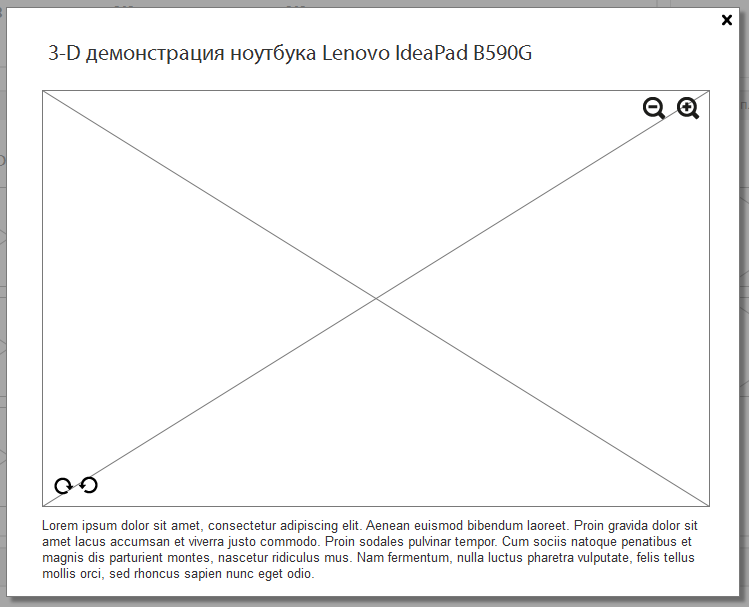 3-D демонстрация ноутбука Lenovo IdeaPad B590G
Lorem ipsum dolor sit amet, consectetur adipiscing elit. Aenean euismod bibendum laoreet. Proin gravida dolor sit
amet lacus accumsan et viverra justo commodo. Proin sodales pulvinar tempor. Cum sociis natoque penatibus et
magnis dis parturient montes, nascetur ridiculus mus. Nam fermentum, nulla luctus pharetra vulputate, felis tellus
mollis orci, sed rhoncus sapien nunc eget odio.